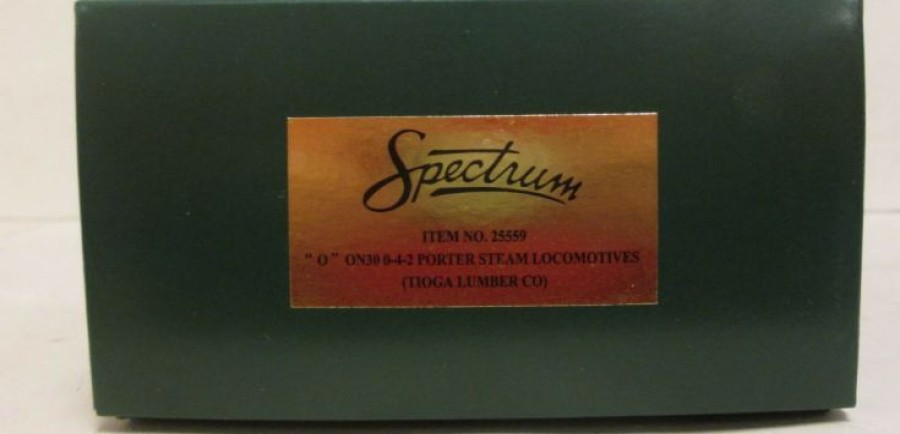 Spectrum
ITEM NO. 25559
" O " ON30 0-4-2 PORTER STEAM LOCOMOTIVES
(TIOGA LUMBER CO)